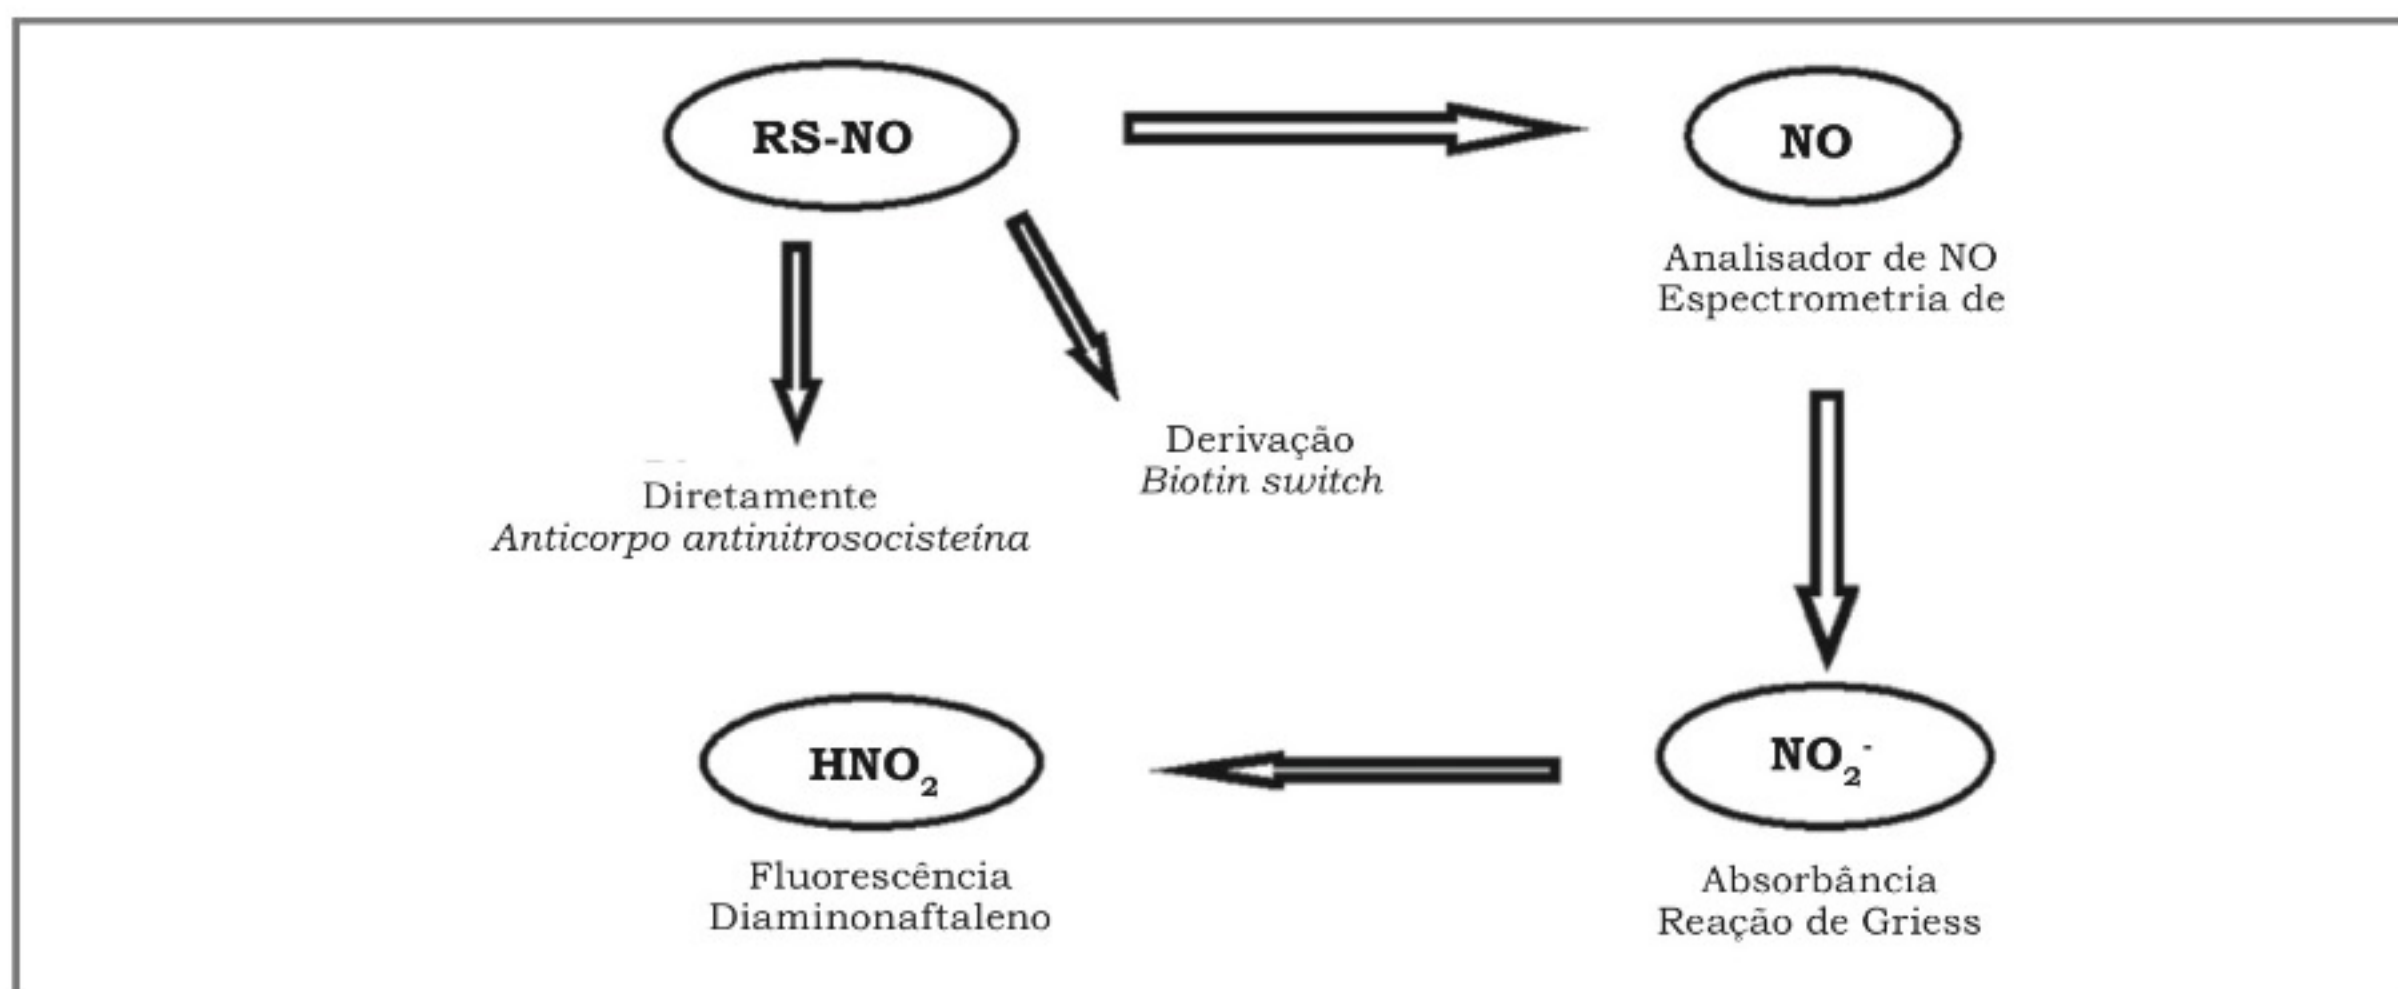 RS-NO
NO
Analisador de NO
Espectrometria de
Derivação
Biotin switch
Diretamente
Anticorpo antinitrosocisteína
HNO₂
NO₂⁻
Fluorescência
Diaminonaftaleno
Absorbância
Reação de Griess